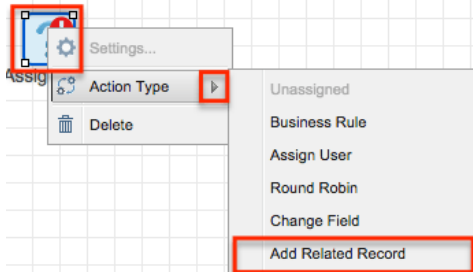 Settings...
Assig
Action Type
Unassigned
Delete
Business Rule
Assign User
Round Robin
Change Field
Add Related Record